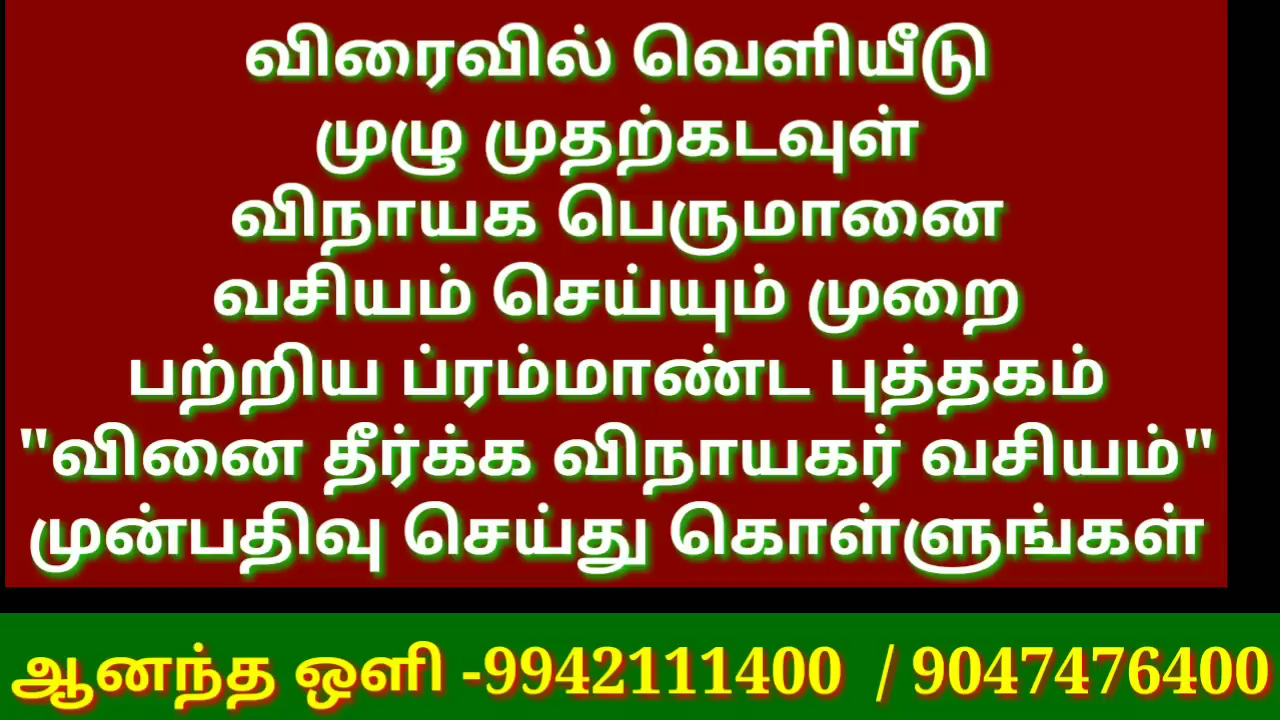 விரைவில் வெளியீடு
முழு முதற்கடவுள்
விநாயக பெருமானை
வசியம் செய்யும் முறை
பற்றிய ப்ரம்மாண்ட புத்தகம்
"வினை தீர்க்க விநாயகர் வசியம்"
முன்பதிவு செய்து கொள்ளுங்கள்
ஆனந்த ஒளி -9942111400 / 9047476400